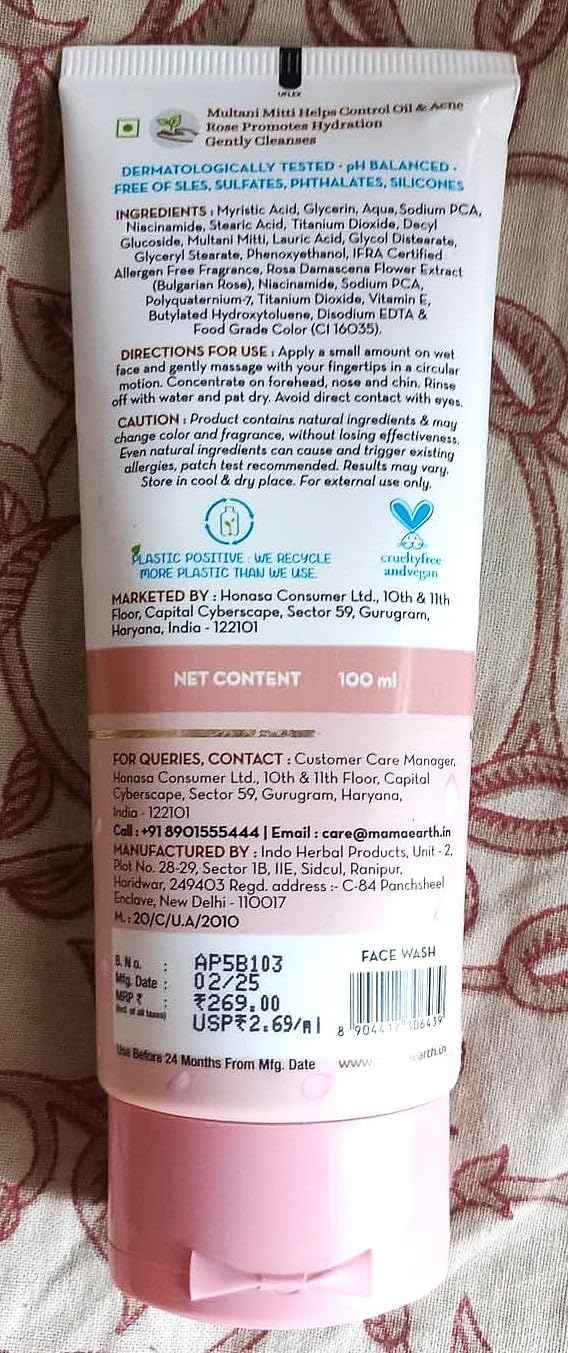 UFLEX
Multani Mitti Helps Control Oil & Acne
Rose Promotes Hydration
Gently Cleanses
DERMATOLOGICALLY TESTED · pH BALANCED ·
FREE OF SLES, SULFATES, PHTHALATES, SILICONES
INGREDIENTS : Myristic Acid, Glycerin, Aqua, Sodium PCA,
Niacinamide, Stearic Acid, Titanium Dioxide, Decyl
Glucoside, Multani Mitti, Lauric Acid, Glycol Distearate,
Glyceryl Stearate, Phenoxyethanol, IFRA Certified
Allergen Free Fragrance, Rosa Damascena Flower Extract
(Bulgarian Rose), Niacinamide, Sodium PCA,
Polyquaternium-7, Titanium Dioxide, Vitamin E,
Butylated Hydroxytoluene, Disodium EDTA &
Food Grade Color (CI 16035).
DIRECTIONS FOR USE : Apply a small amount on wet
face and gently massage with your fingertips in a circular
motion. Concentrate on forehead, nose and chin. Rinse
off with water and pat dry. Avoid direct contact with eyes.
CAUTION : Product contains natural ingredients & may
change color and fragrance, without losing effectiveness.
Even natural ingredients can cause and trigger existing
allergies, patch test recommended. Results may vary.
Store in cool & dry place. For external use only.
PLASTIC POSITIVE : WE RECYCLE
MORE PLASTIC THAN WE USE.
crueltyfree
andvegan
MARKETED BY : Honasa Consumer Ltd., 10th & 11th
Floor, Capital Cyberscape, Sector 59, Gurugram,
Haryana, India - 122101
NET CONTENT 100 ml
FOR QUERIES, CONTACT : Customer Care Manager,
Honasa Consumer Ltd., 10th & 11th Floor, Capital
Cyberscape, Sector 59, Gurugram, Haryana,
India - 122101
Call : +91 8901555444 | Email : care@mamaearth.in
MANUFACTURED BY : Indo Herbal Products, Unit - 2,
Plot No. 28-29, Sector 1B, IIE, Sidcul, Ranipur,
Haridwar, 249403 Regd. address :- C-84 Panchsheel
Enclave, New Delhi - 110017
M.: 20/C/U.A/2010
B. No. : AP5B103
Mfg. Date : 02/25
MRP ₹ : ₹269.00
(Incl. of all taxes) USP₹2.69/ml
FACE WASH
Use Before 24 Months From Mfg. Date
www. earth.in